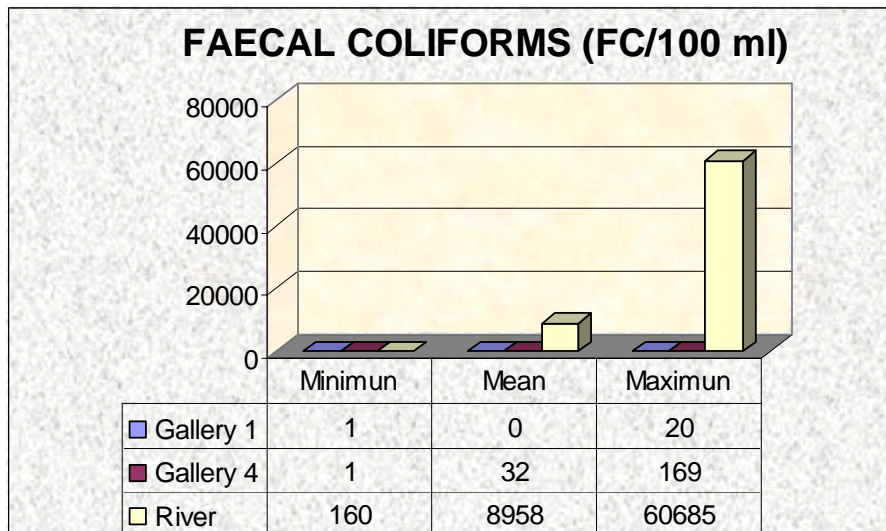 FAECAL COLIFORMS (FC/100 ml)
80000
60000
40000
20000
0
Minimun Mean Maximun
Gallery 1 1 0 20
Gallery 4 1 32 169
River 160 8958 60685